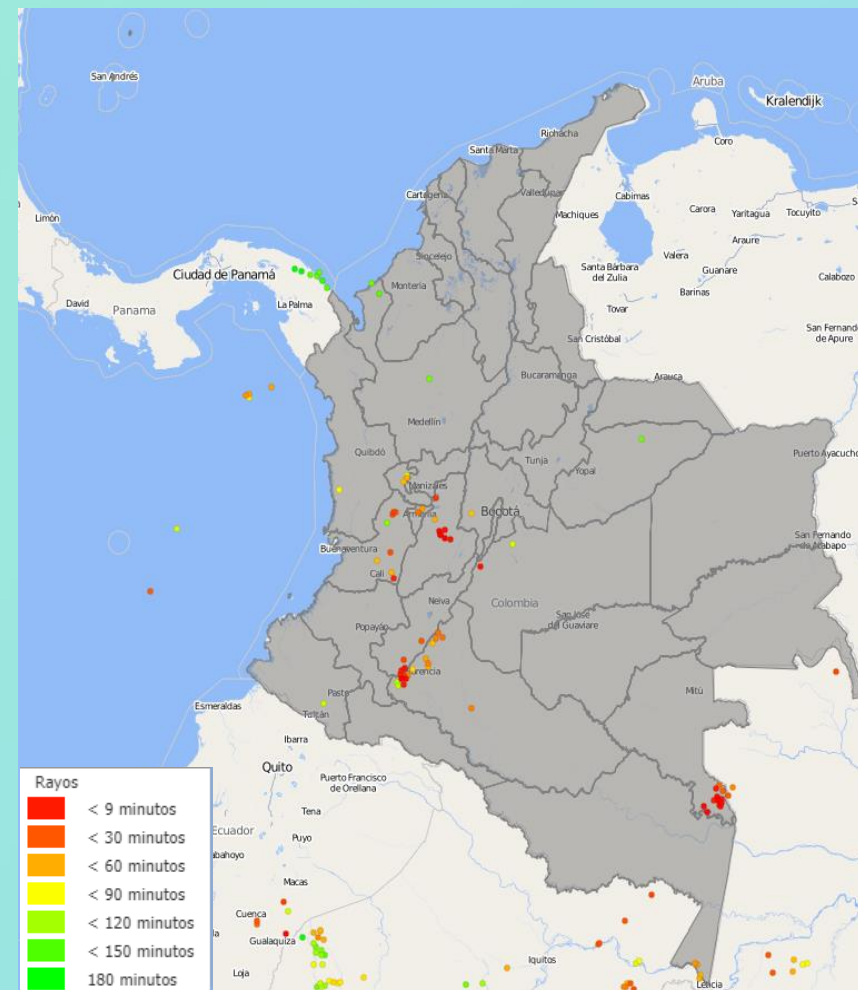 San Andrés
Aruba
Kralendijk
Riohacha
Santa Marta
Coro
Cartagena
Valledupar
Cabimas
Machiques
Carora
Yaritagua
Tocuyito
Limón
Sincelejo
Araure
Valera
Ciudad de Panamá
Montería
Santa Bárbara
del Zulia
Guanare
Calabozo
Barinas
David
Panama
La Palma
Tovar
San Fernando
de Apure
San Cristóbal
Bucaramanga
Arauca
Medellín
Quibdó
Tunja
Yopal
Puerto Ayacucho
Manizales
Armenia
Bogotá
Buenaventura
San Fernando
de Atabapo
Cali
Neiva
Colombia
San José
del Guaviare
Popayán
Florencia
Mitú
Pasto
Esmeraldas
Tulcán
Ibarra
Quito
Puerto Francisco
de Orellana
Rayos
< 9 minutos
< 30 minutos
< 60 minutos
< 90 minutos
< 120 minutos
< 150 minutos
180 minutos
Tena
Ecuador
Puyo
abahoyo
Macas
Cuenca
Gualaquiza
Loja
Iquitos
Leticia